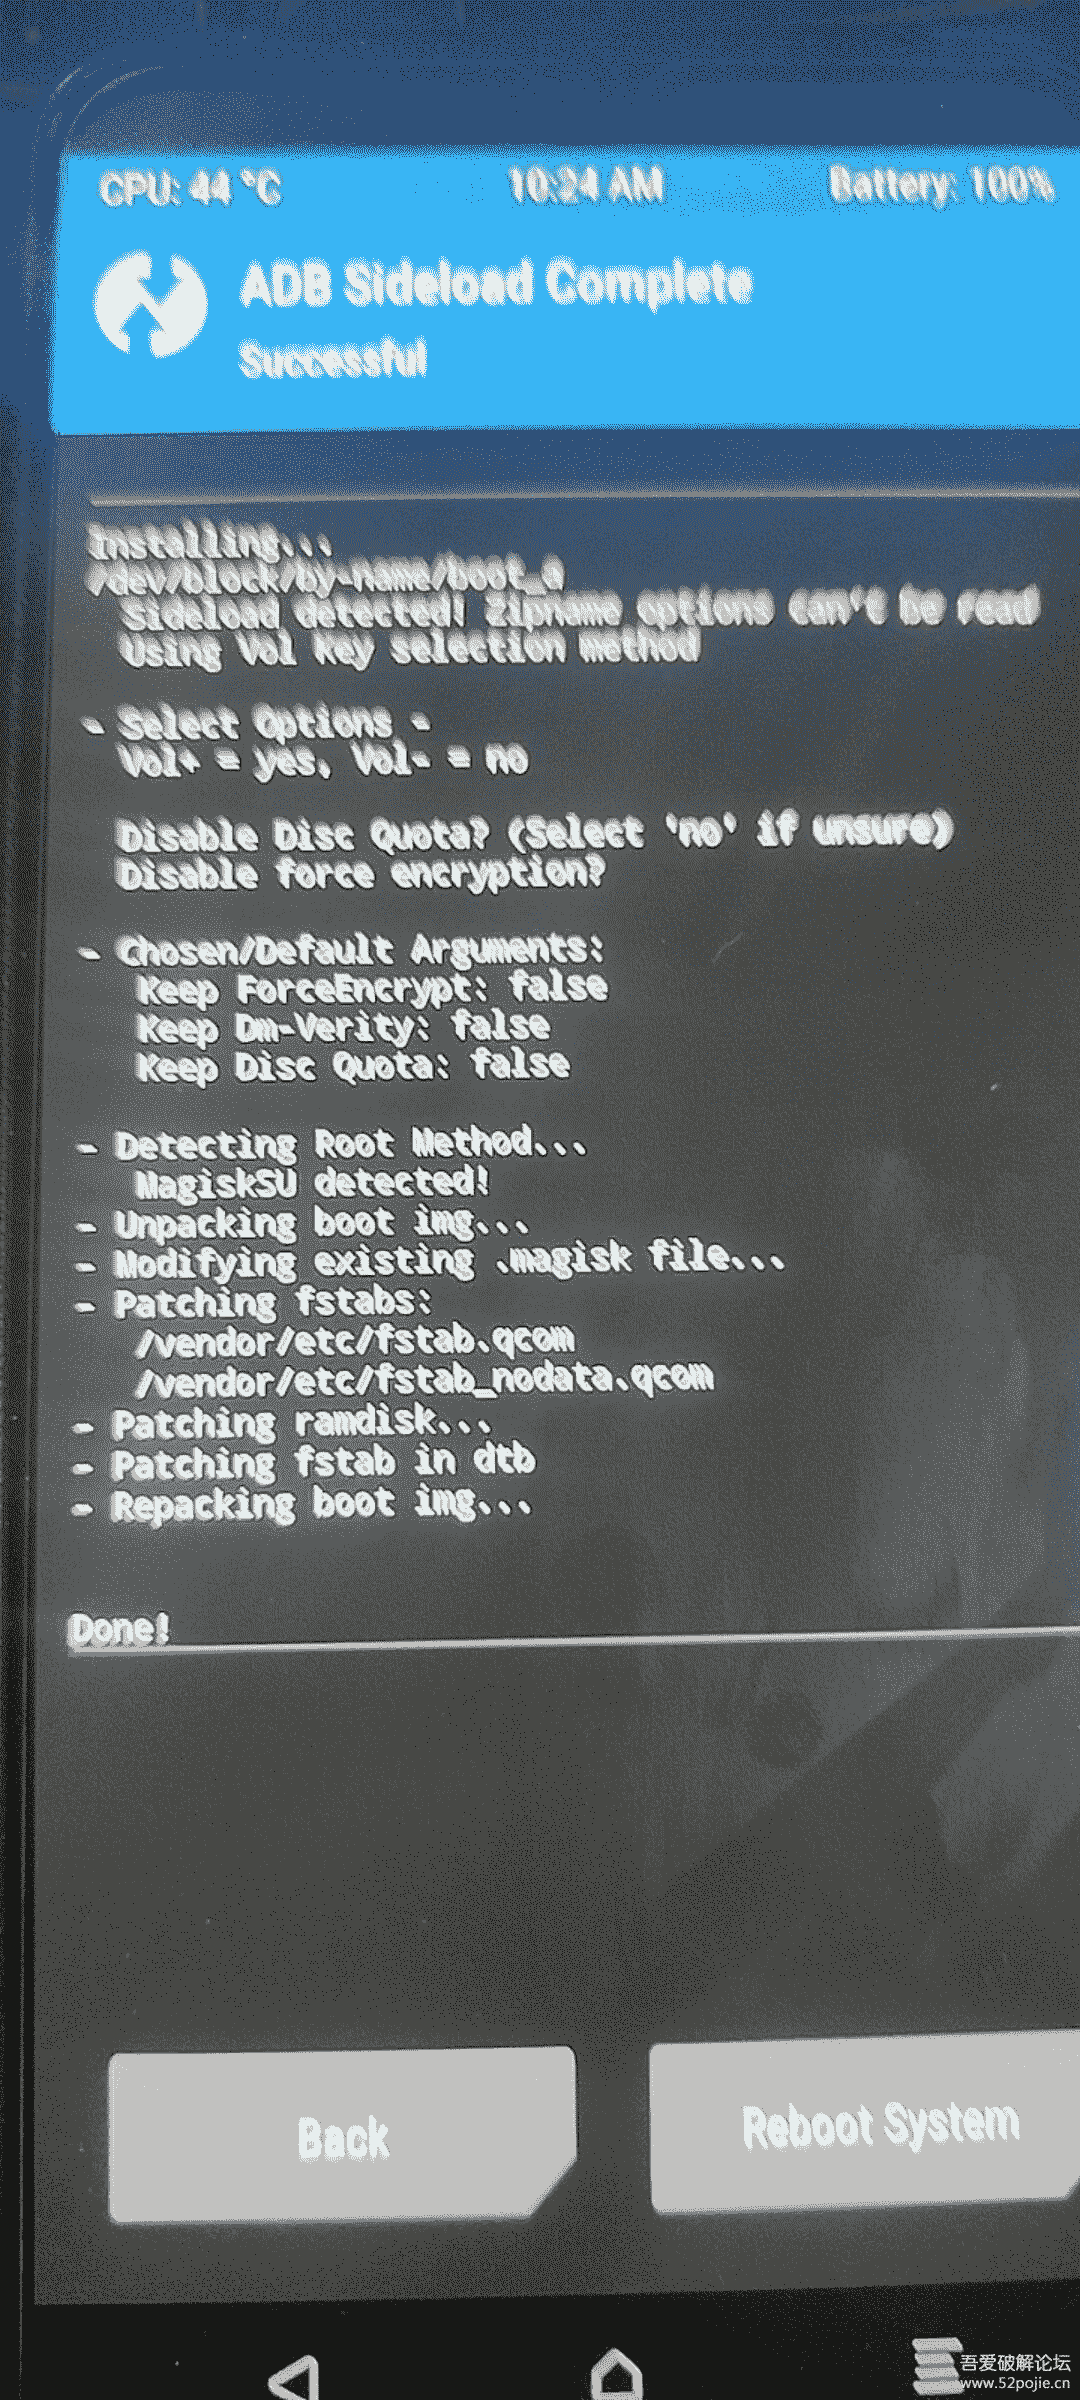 CPU: 44 °C 10:24 AM Battery: 100%
ADB Sideload Complete
Successful
Installing...
/dev/block/by-name/boot_a
Sideload detected! Zipname options can't be read
Using Vol Key selection method
- Select Options -
Vol+ = yes, Vol- = no
Disable Disc Quota? (Select 'no' if unsure)
Disable force encryption?
- Chosen/Default Arguments:
Keep ForceEncrypt: false
Keep Dm-Verity: false
Keep Disc Quota: false
- Detecting Root Method...
MagiskSU detected!
- Unpacking boot img...
- Modifying existing .magisk file...
- Patching fstabs:
/vendor/etc/fstab.qcom
/vendor/etc/fstab_nodata.qcom
- Patching ramdisk...
- Patching fstab in dtb
- Repacking boot img...
Done!
Back Reboot System
吾爱破解论坛
www.52pojie.cn